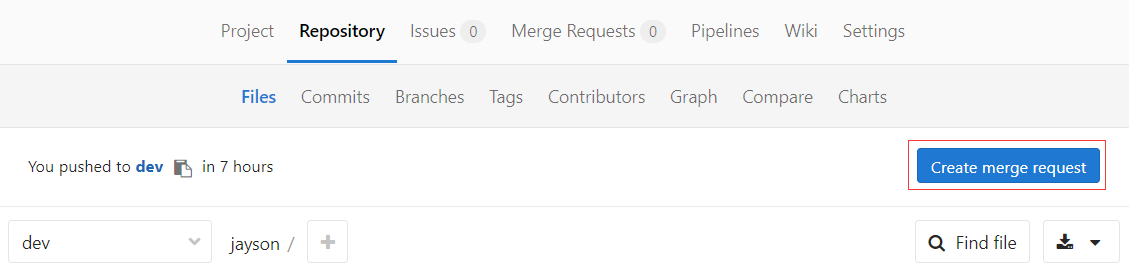 Project Repository Issues 0 Merge Requests 0 Pipelines Wiki Settings
Files Commits Branches Tags Contributors Graph Compare Charts
You pushed to dev in 7 hours Create merge request
dev jayson / + Find file